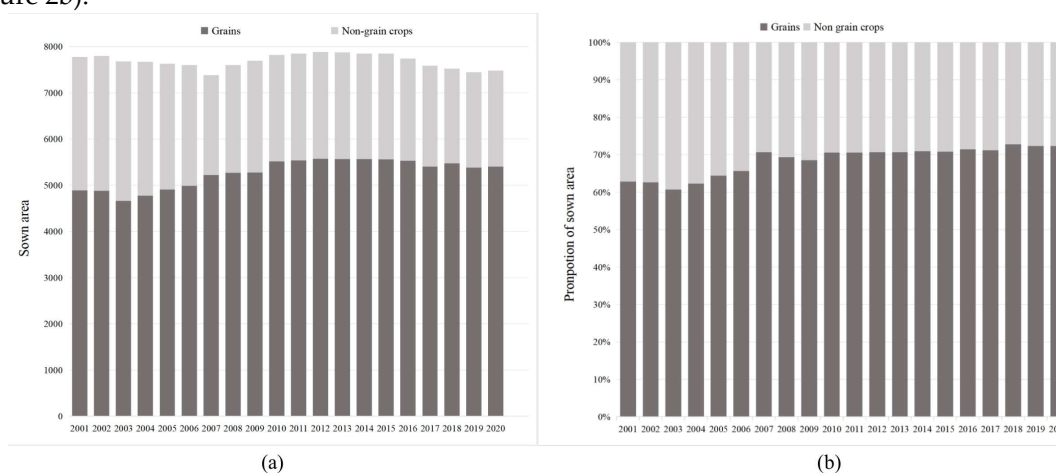 ure 2b).
Grains
Non-grain crops
8000
7000
6000
5000
4000
3000
2000
1000
0
Sown area
2001 2002 2003 2004 2005 2006 2007 2008 2009 2010 2011 2012 2013 2014 2015 2016 2017 2018 2019 2020
(a)
Grains
Non grain crops
100%
90%
80%
70%
60%
50%
40%
30%
20%
10%
0%
Pronpotion of sown area
2001 2002 2003 2004 2005 2006 2007 2008 2009 2010 2011 2012 2013 2014 2015 2016 2017 2018 2019 20
(b)